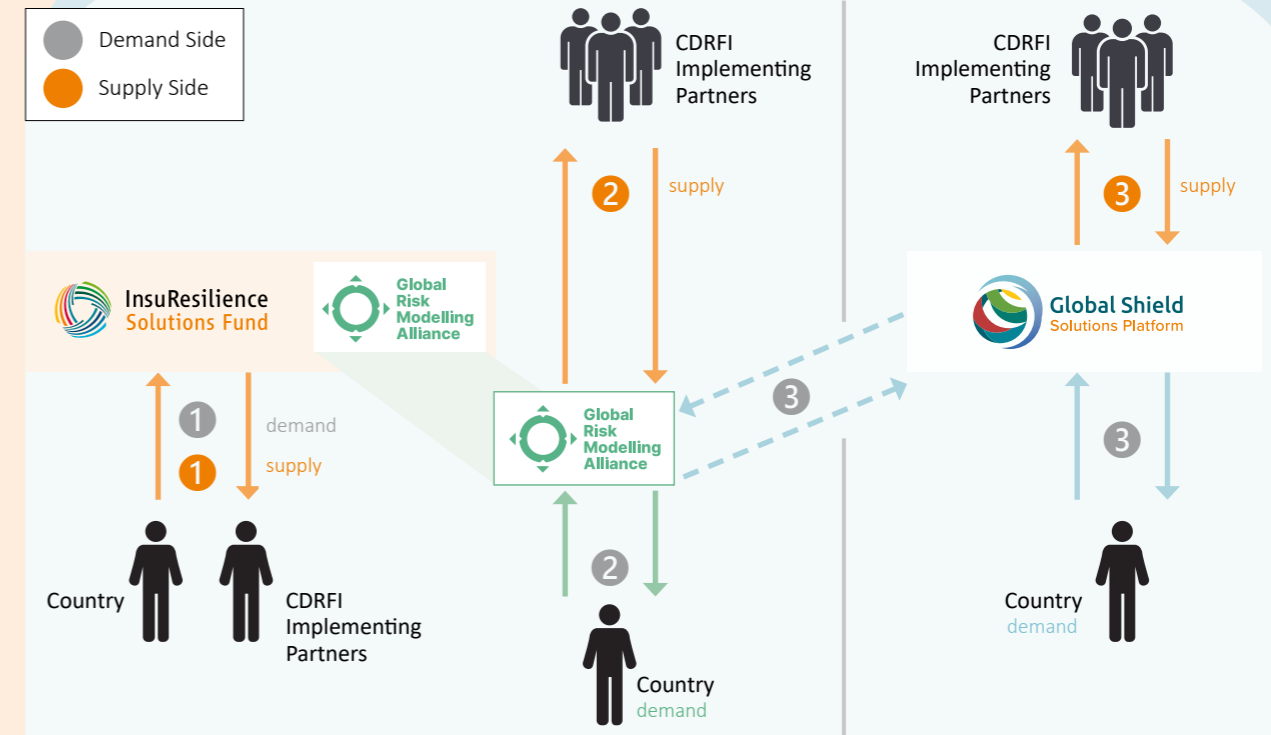 Demand Side
Supply Side
CDRFI
Implementing
Partners
2
supply
CDRFI
Implementing
Partners
3
supply
InsuResilience
Solutions Fund
Global
Risk
Modelling
Alliance
1
demand
1
supply
Country
CDRFI
Implementing
Partners
Global
Risk
Modelling
Alliance
2
Country
demand
3
Global Shield
Solutions Platform
3
Country
demand